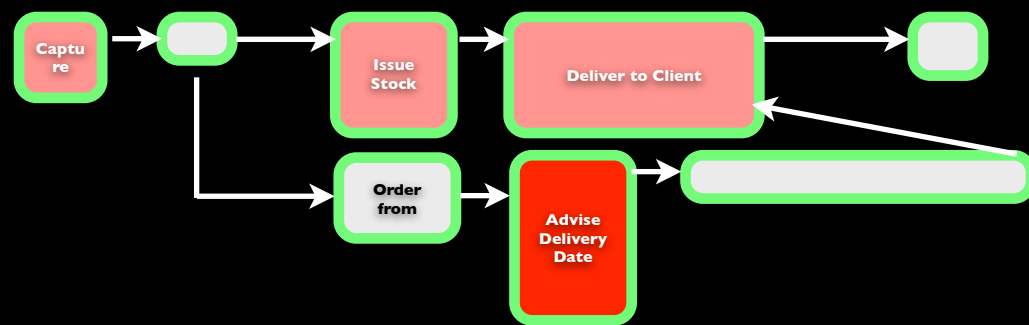 Captu
re
Issue
Stock
Deliver to Client
Order
from
Advise
Delivery
Date